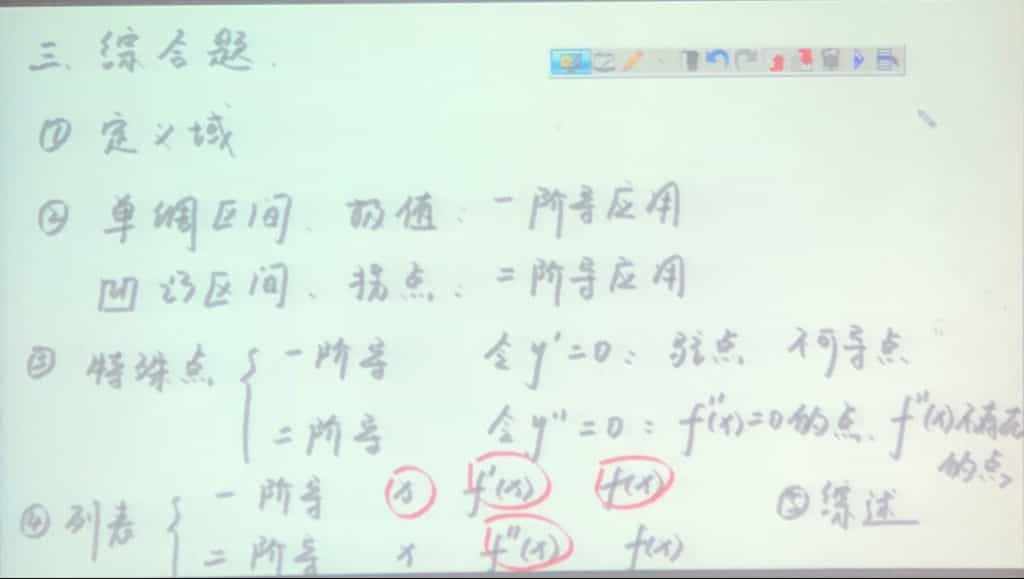 三、综合题.
① 定义域
② 单调区间、极值:一阶导应用
凹凸区间、拐点:二阶导应用
③ 特殊点 { 一阶导 令y'=0:驻点、不可导点
二阶导 令y''=0:f''(x)=0的点、f''(x)不存在的点
④ 列表 { 一阶导 x f'(x) f(x)
二阶导 x f''(x) f(x)
⑤ 综述